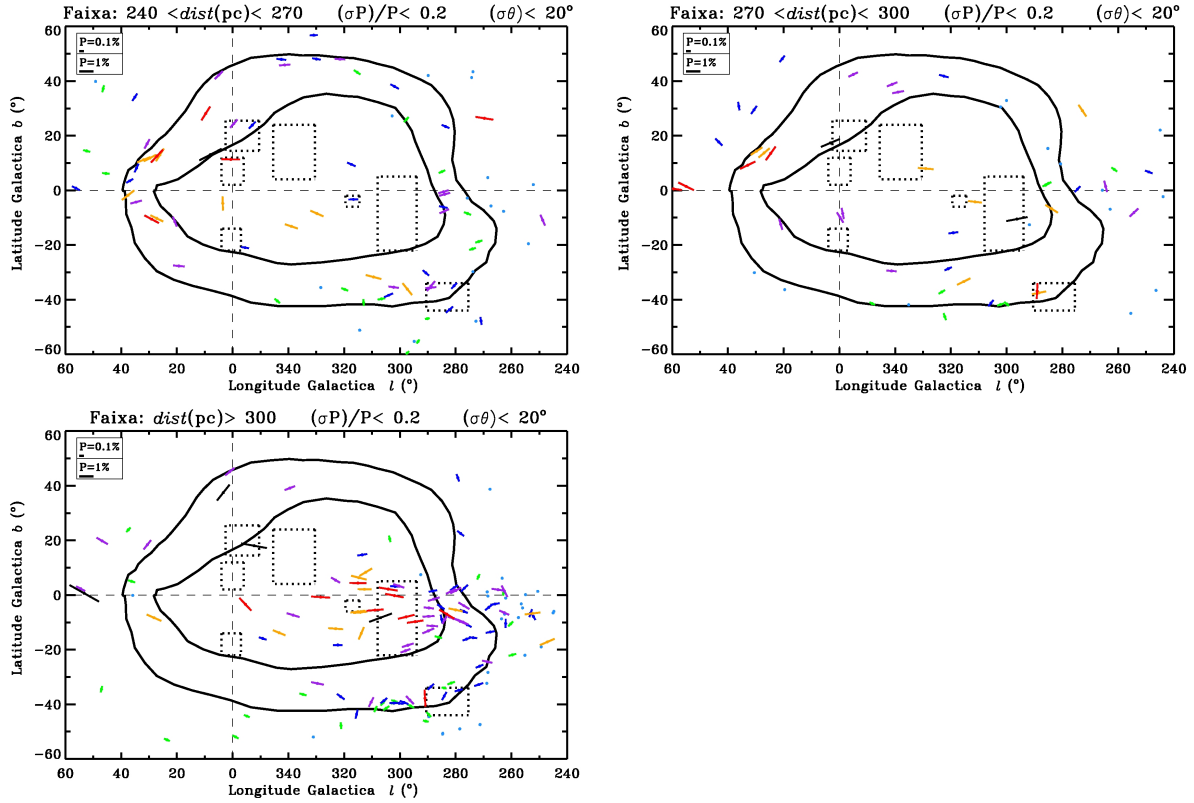 Faixa: 240 <dist(pc)< 270 (σP)/P< 0.2 (σθ)< 20°
P=0.1%
P=1%
60
40
20
0
−20
−40
−60
Latitude Galactica b (°)
60 40 20 0 340 320 300 280 260 240
Longitude Galactica l (°)
Faixa: 270 <dist(pc)< 300 (σP)/P< 0.2 (σθ)< 20°
P=0.1%
P=1%
60
40
20
0
−20
−40
−60
Latitude Galactica b (°)
60 40 20 0 340 320 300 280 260 240
Longitude Galactica l (°)
Faixa: dist(pc)> 300 (σP)/P< 0.2 (σθ)< 20°
P=0.1%
P=1%
60
40
20
0
−20
−40
−60
Latitude Galactica b (°)
60 40 20 0 340 320 300 280 260 240
Longitude Galactica l (°)